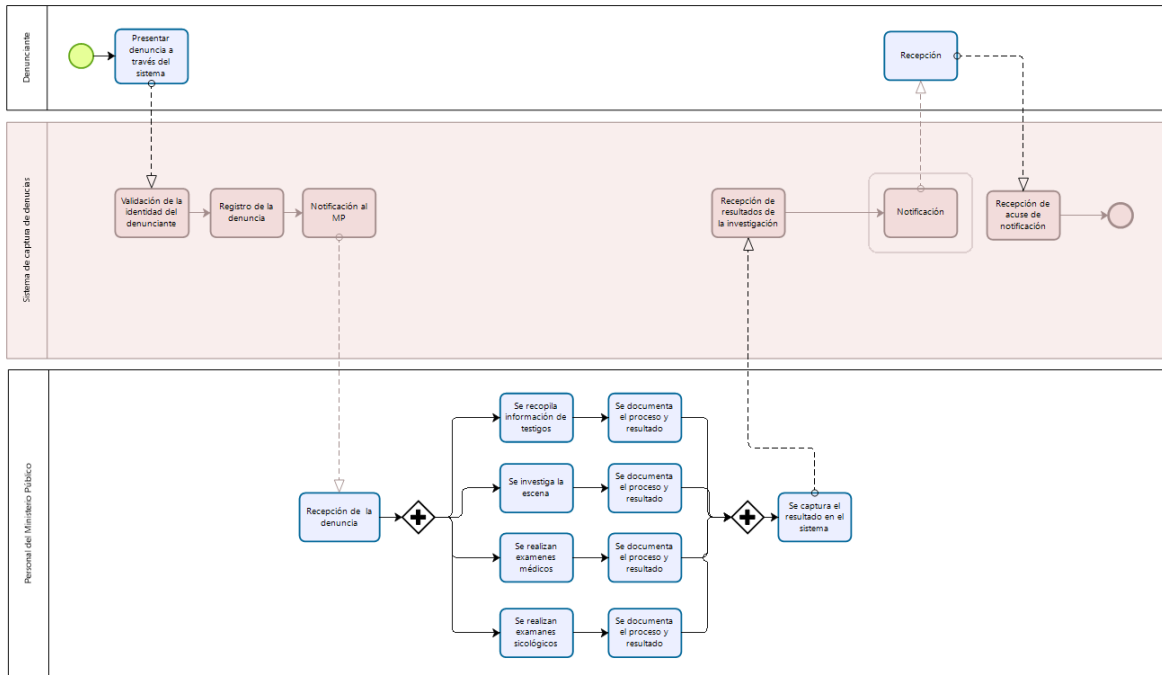 Denunciante
Presentar
denuncia a
través del
sistema
Recepción
Sistema de captura de denucias
Validación de la
identidad del
denunciante
Registro de la
denuncia
Notificación al
MP
Recepción de
resultados de
la investigación
Notificación
Recepción de
acuse de
notificación
Personal del Ministerio Público
Recepción de la
denuncia
Se recopila
información de
testigos
Se documenta
el proceso y
resultado
Se investiga la
escena
Se documenta
el proceso y
resultado
Se realizan
examenes
médicos
Se documenta
el proceso y
resultado
Se realizan
examanes
sicológicos
Se documenta
el proceso y
resultado
Se captura el
resultado en el
sistema